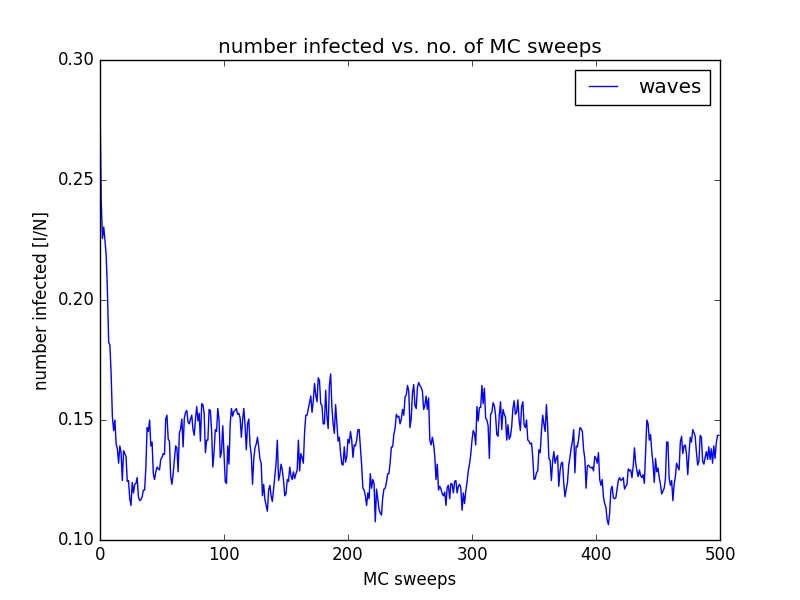 number infected vs. no. of MC sweeps
0.30
waves
0.25
0.20
number infected [I/N]
0.15
0.10
0 100 200 300 400 500
MC sweeps